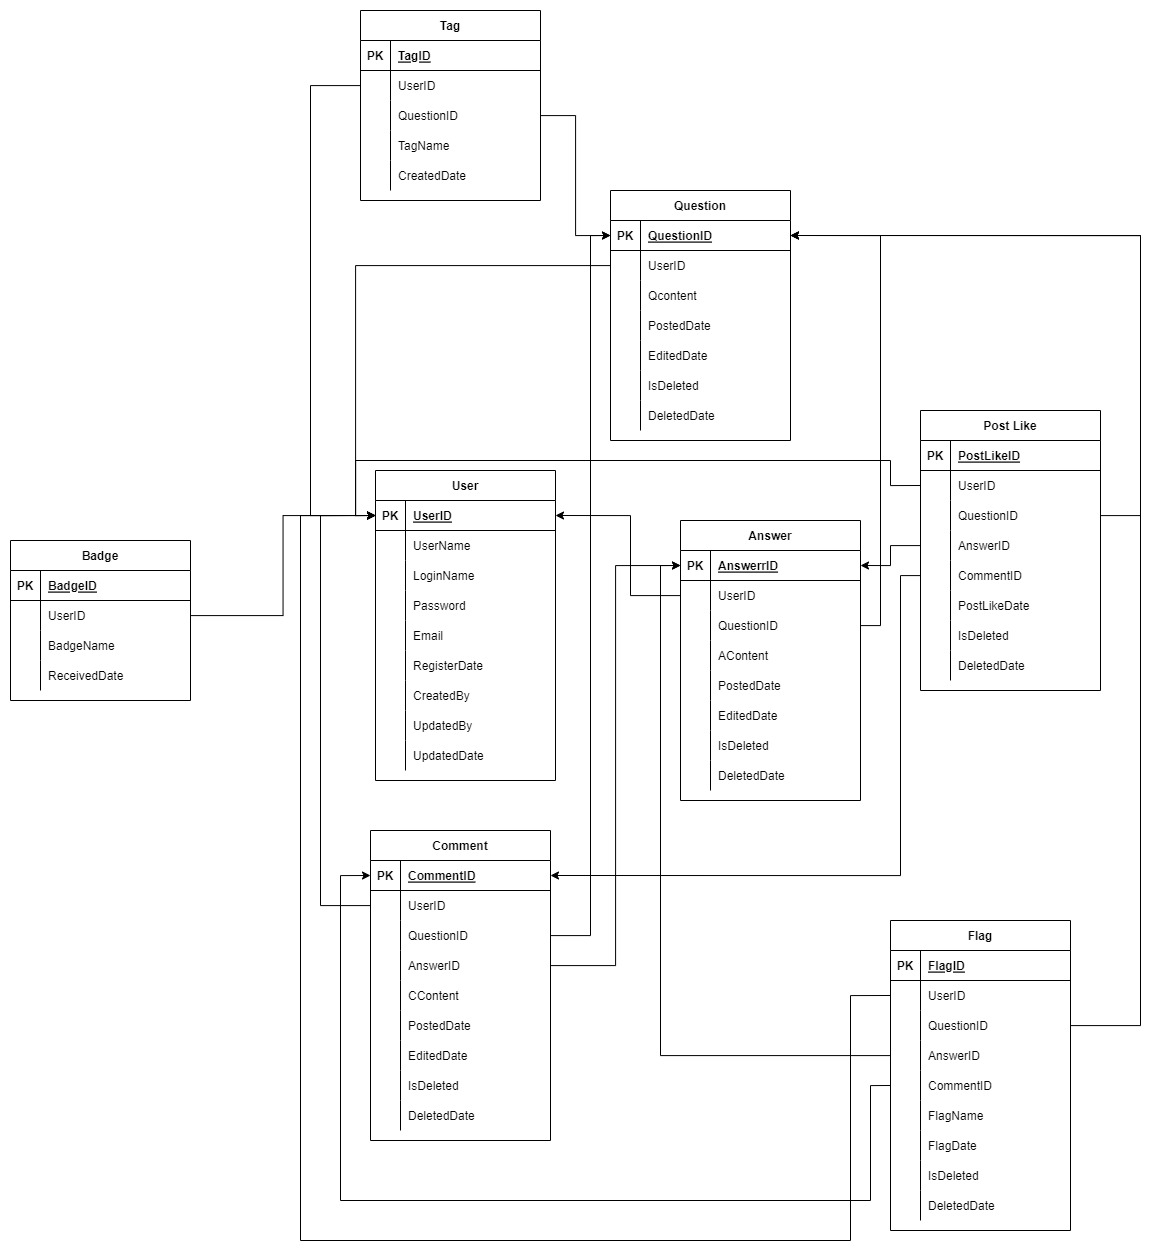 Tag
PK TagID
UserID
QuestionID
TagName
CreatedDate
Question
PK QuestionID
UserID
Qcontent
PostedDate
EditedDate
IsDeleted
DeletedDate
Post Like
PK PostLikeID
UserID
QuestionID
AnswerID
CommentID
PostLikeDate
IsDeleted
DeletedDate
User
PK UserID
UserName
LoginName
Password
Email
RegisterDate
CreatedBy
UpdatedBy
UpdatedDate
Answer
PK AnswerrID
UserID
QuestionID
AContent
PostedDate
EditedDate
IsDeleted
DeletedDate
Badge
PK BadgeID
UserID
BadgeName
ReceivedDate
Comment
PK CommentID
UserID
QuestionID
AnswerID
CContent
PostedDate
EditedDate
IsDeleted
DeletedDate
Flag
PK FlagID
UserID
QuestionID
AnswerID
CommentID
FlagName
FlagDate
IsDeleted
DeletedDate